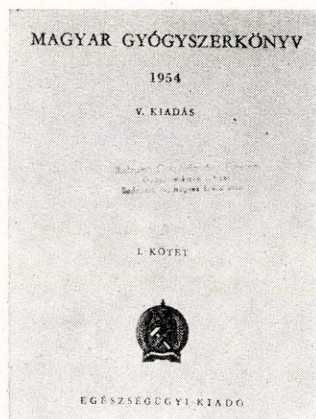 MAGYAR GYÓGYSZERKÖNYV
1954
V. KIADÁS
I. KÖTET
EGÉSZSÉGÜGYI KIADÓ